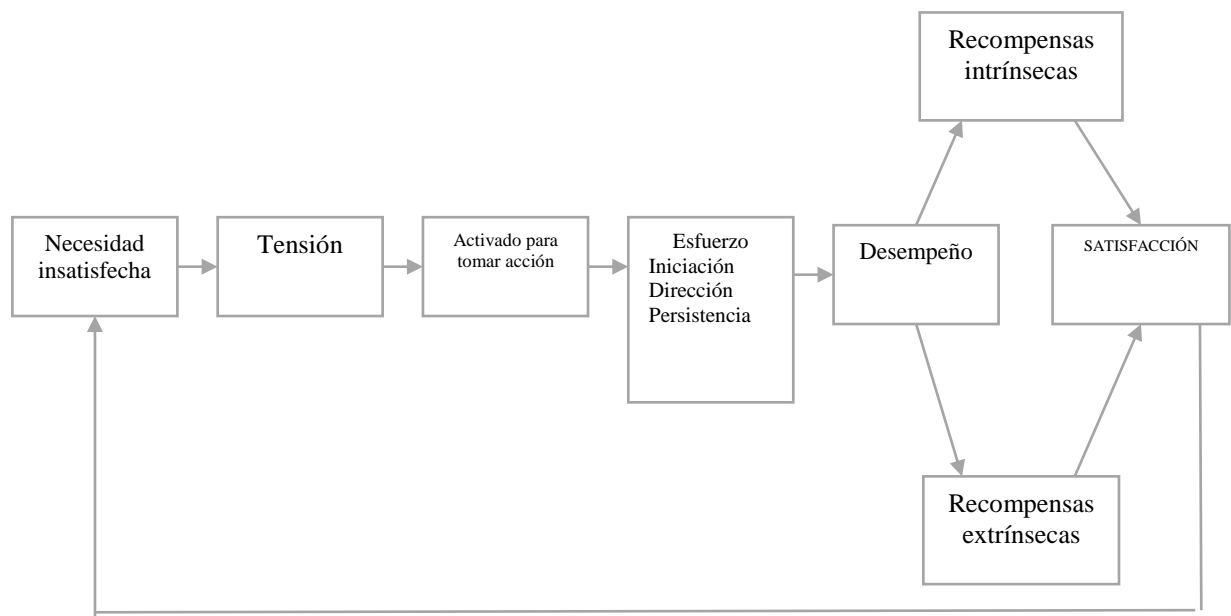 Recompensas
intrínsecas
Necesidad
insatisfecha
Tensión
Activado para
tomar acción
Esfuerzo
Iniciación
Dirección
Persistencia
Desempeño
SATISFACCIÓN
Recompensas
extrínsecas